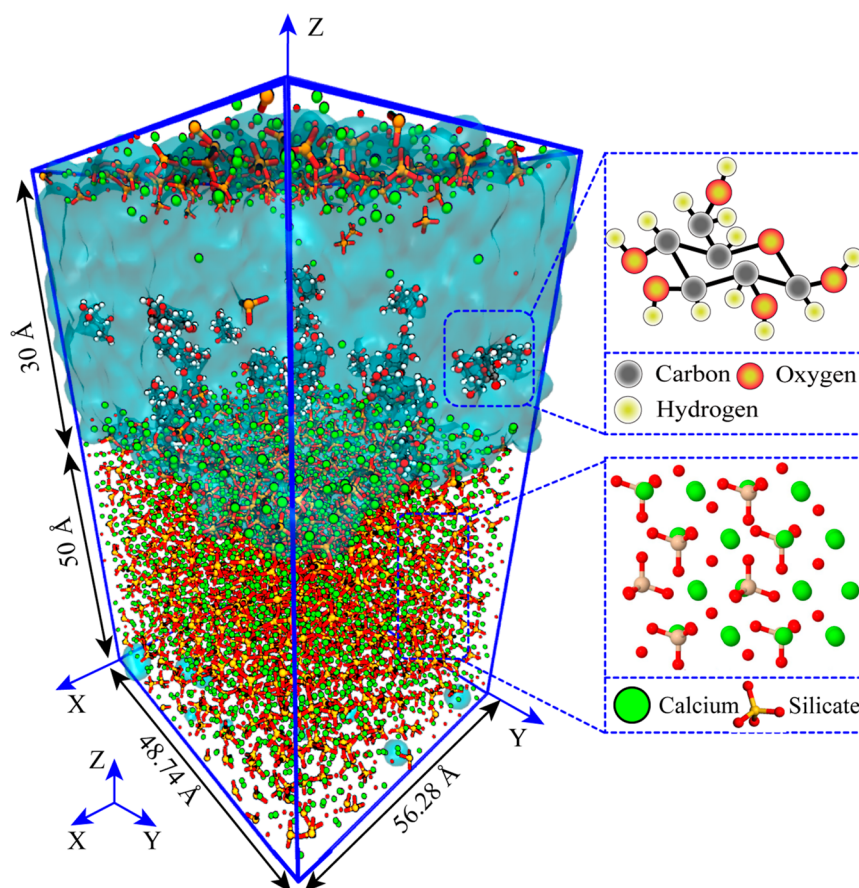 Z
30 Å
50 Å
X
Y
48.74 Å
56.28 Å
Z
X
Y
Carbon
Oxygen
Hydrogen
Calcium
Silicate